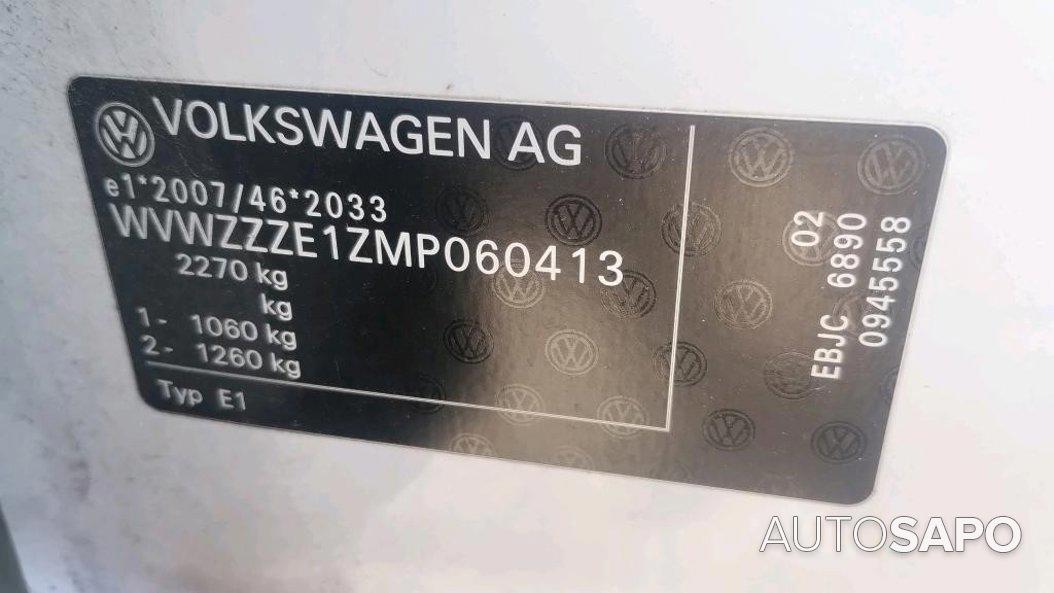 VOLKSWAGEN AG
e1*2007/46*2033
WVWZZZE1ZMP060413
2270 kg
kg
1- 1060 kg
2- 1260 kg
Typ E1
02
EBJC 6890
0945558
AUTOSAPO